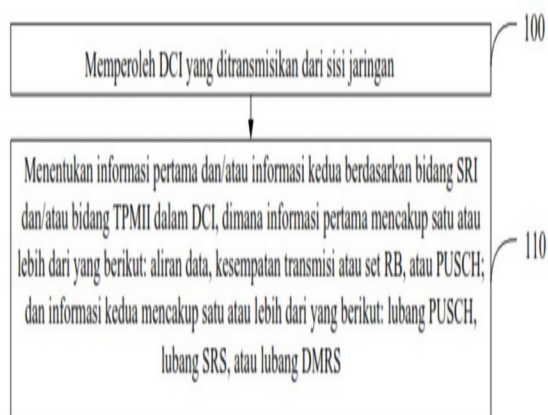 100
Memperoleh DCI yang ditransmisikan dari sisi jaringan
Menentukan informasi pertama dan/atau informasi kedua berdasarkan bidang SRI
dan/atau bidang TPMII dalam DCI, dimana informasi pertama mencakup satu atau
lebih dari yang berikut: aliran data, kesempatan transmisi atau set RB, atau PUSCH;
110
dan informasi kedua mencakup satu atau lebih dari yang berikut: lubang PUSCH,
lubang SRS, atau lubang DMRS